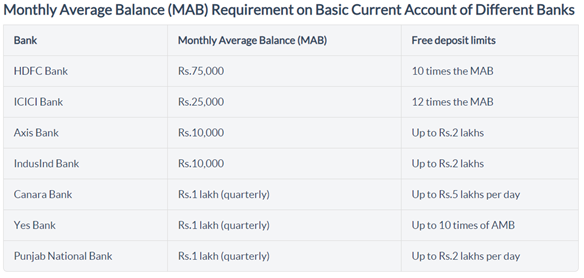 Monthly Average Balance (MAB) Requirement on Basic Current Account of Different Banks
Bank Monthly Average Balance (MAB) Free deposit limits
HDFC Bank Rs.75,000 10 times the MAB
ICICI Bank Rs.25,000 12 times the MAB
Axis Bank Rs.10,000 Up to Rs.2 lakhs
IndusInd Bank Rs.10,000 Up to Rs.2 lakhs
Canara Bank Rs.1 lakh (quarterly) Up to Rs.5 lakhs per day
Yes Bank Rs.1 lakh (quarterly) Up to 10 times of AMB
Punjab National Bank Rs.1 lakh (quarterly) Up to Rs.2 lakhs per day